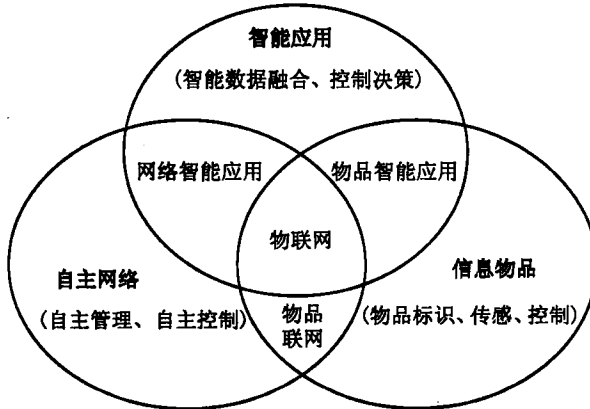 智能应用
(智能数据融合、控制决策)
网络智能应用
物品智能应用
物联网
自主网络
(自主管理、自主控制)
信息物品
(物品标识、传感、控制)
物品
联网